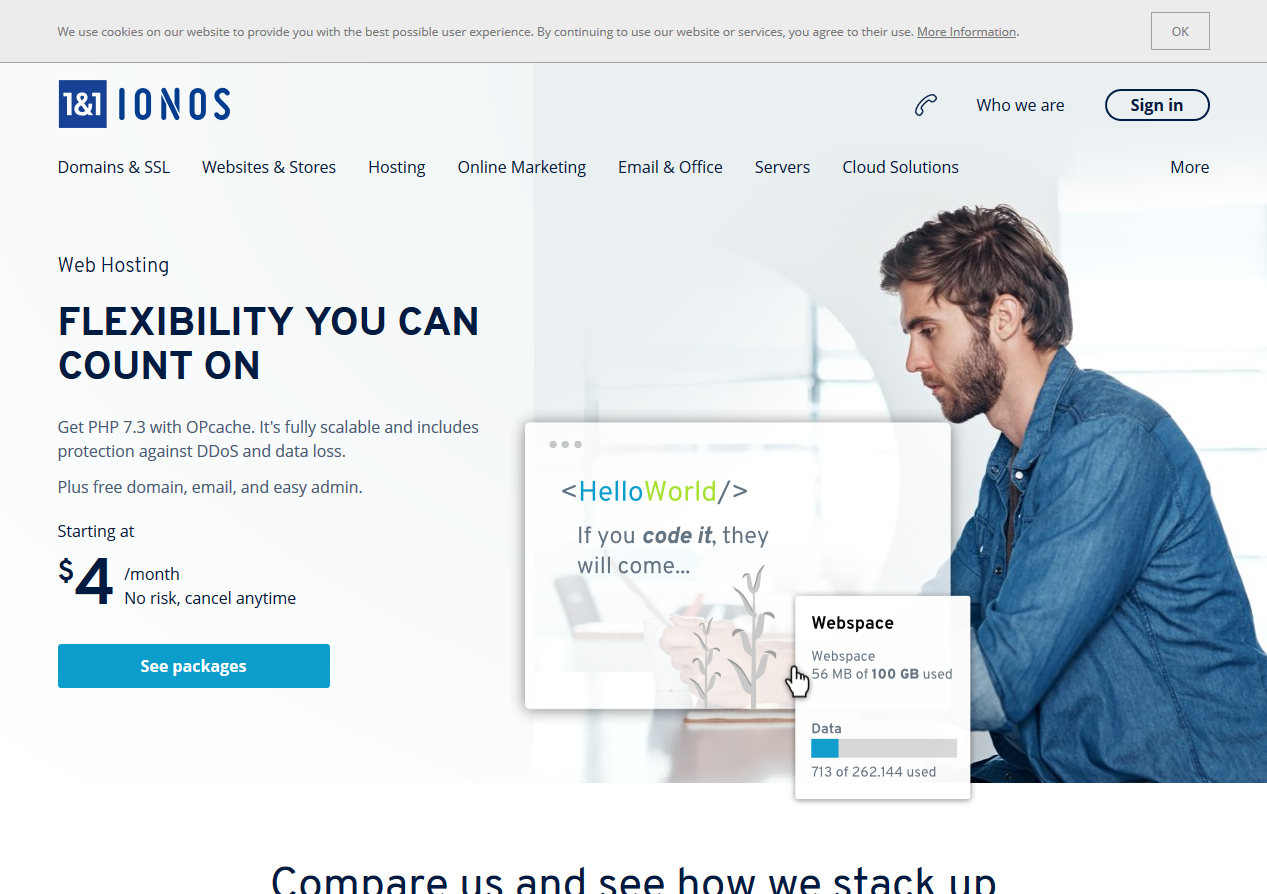 We use cookies on our website to provide you with the best possible user experience. By continuing to use our website or services, you agree to their use. More Information.
OK
1&1 IONOS
Who we are
Sign in
Domains & SSL
Websites & Stores
Hosting
Online Marketing
Email & Office
Servers
Cloud Solutions
More
Web Hosting
FLEXIBILITY YOU CAN
COUNT ON
Get PHP 7.3 with OPcache. It's fully scalable and includes
protection against DDoS and data loss.
Plus free domain, email, and easy admin.
Starting at
$4 /month
No risk, cancel anytime
See packages
<HelloWorld/>
If you code it, they
will come...
Webspace
Webspace
56 MB of 100 GB used
Data
713 of 262.144 used
Compare us and see how we stack up